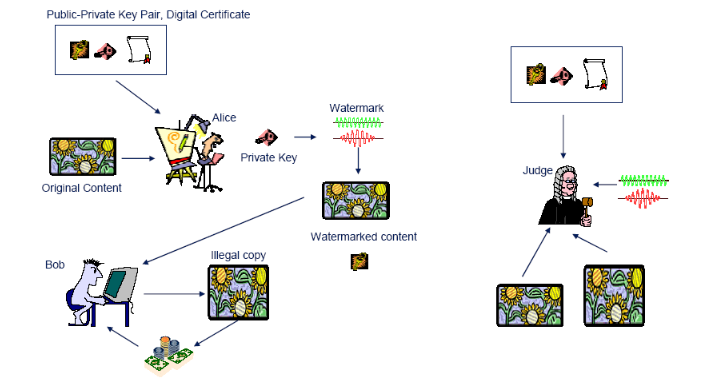 Public-Private Key Pair, Digital Certificate
Alice
Watermark
Private Key
Original Content
Judge
Watermarked content
Bob
Illegal copy